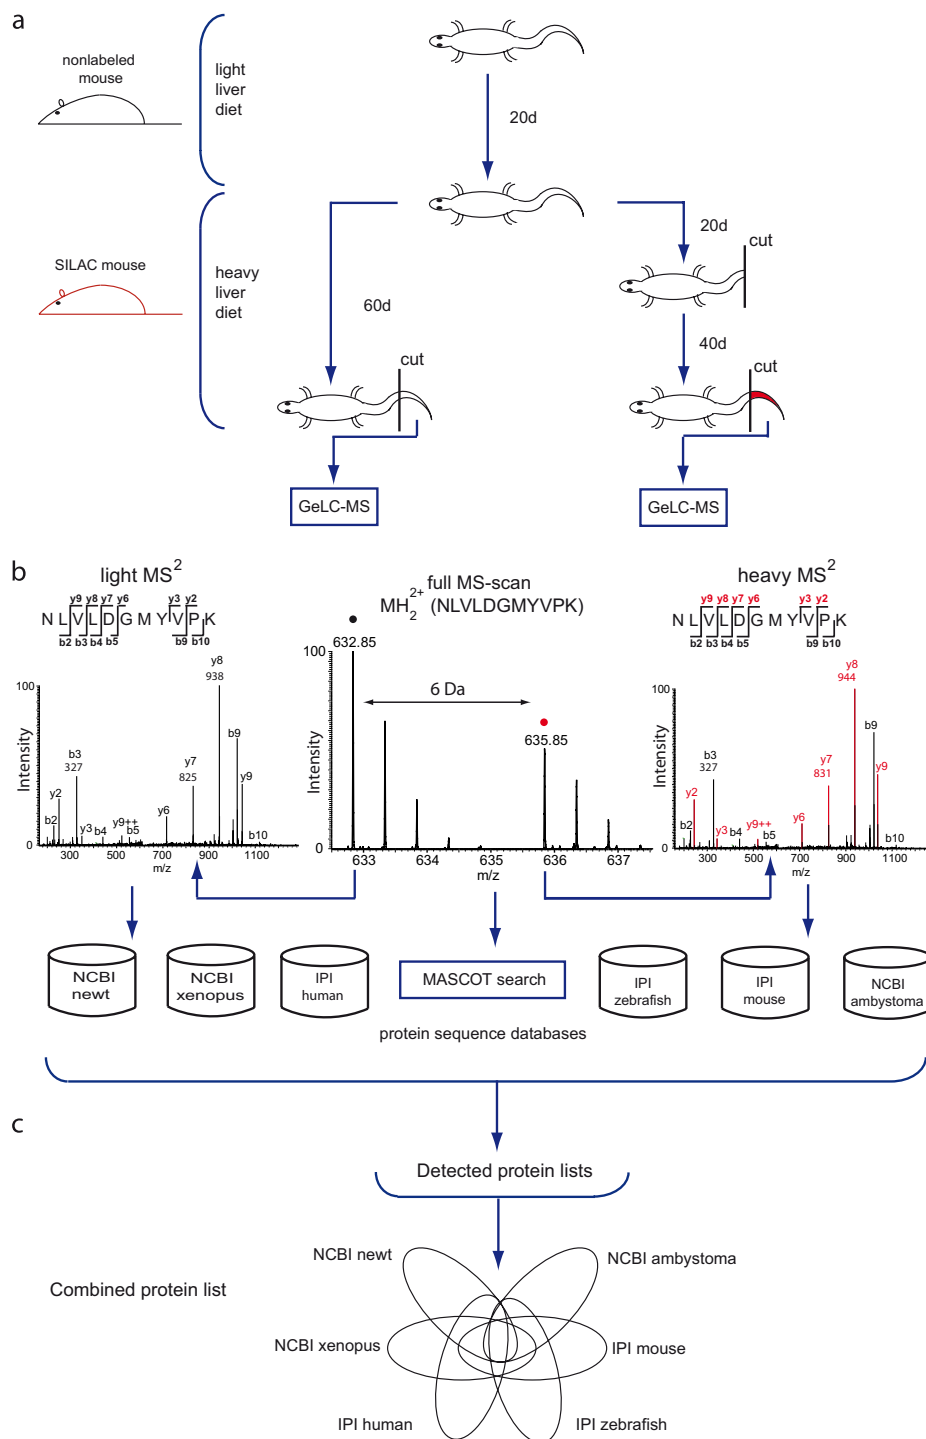 a
nonlabeled
mouse
light
liver
diet
20d
SILAC mouse
heavy
liver
diet
20d
cut
60d
40d
cut
cut
GeLC-MS
GeLC-MS
b
light MS2
y9 y8 y7 y6 y3 y2
N L V L D G M Y V P K
b2 b3 b4 b5 b9 b10
100
Intensity
0
y8
938
b9
b3
327
y7
825
y9
y2
b2
y3
b4
y9++
b5
y6
b10
300 500 700 900 1100
m/z
full MS-scan
MH2 2+ (NLVLDGMYVPK)
632.85
100
6 Da
635.85
Intensity
0
633 634 635 636 637
m/z
heavy MS2
y9 y8 y7 y6 y3 y2
N L V L D G M Y V P K
b2 b3 b4 b5 b9 b10
100
Intensity
0
y8
944
b9
b3
327
y7
831
y9
y2
b2
y3
b4
y9++
b5
y6
b10
300 500 700 900 1100
m/z
NCBI
newt
NCBI
xenopus
IPI
human
MASCOT search
IPI
zebrafish
IPI
mouse
NCBI
ambystoma
protein sequence databases
c
Detected protein lists
Combined protein list
NCBI newt
NCBI ambystoma
NCBI xenopus
IPI mouse
IPI human
IPI zebrafish